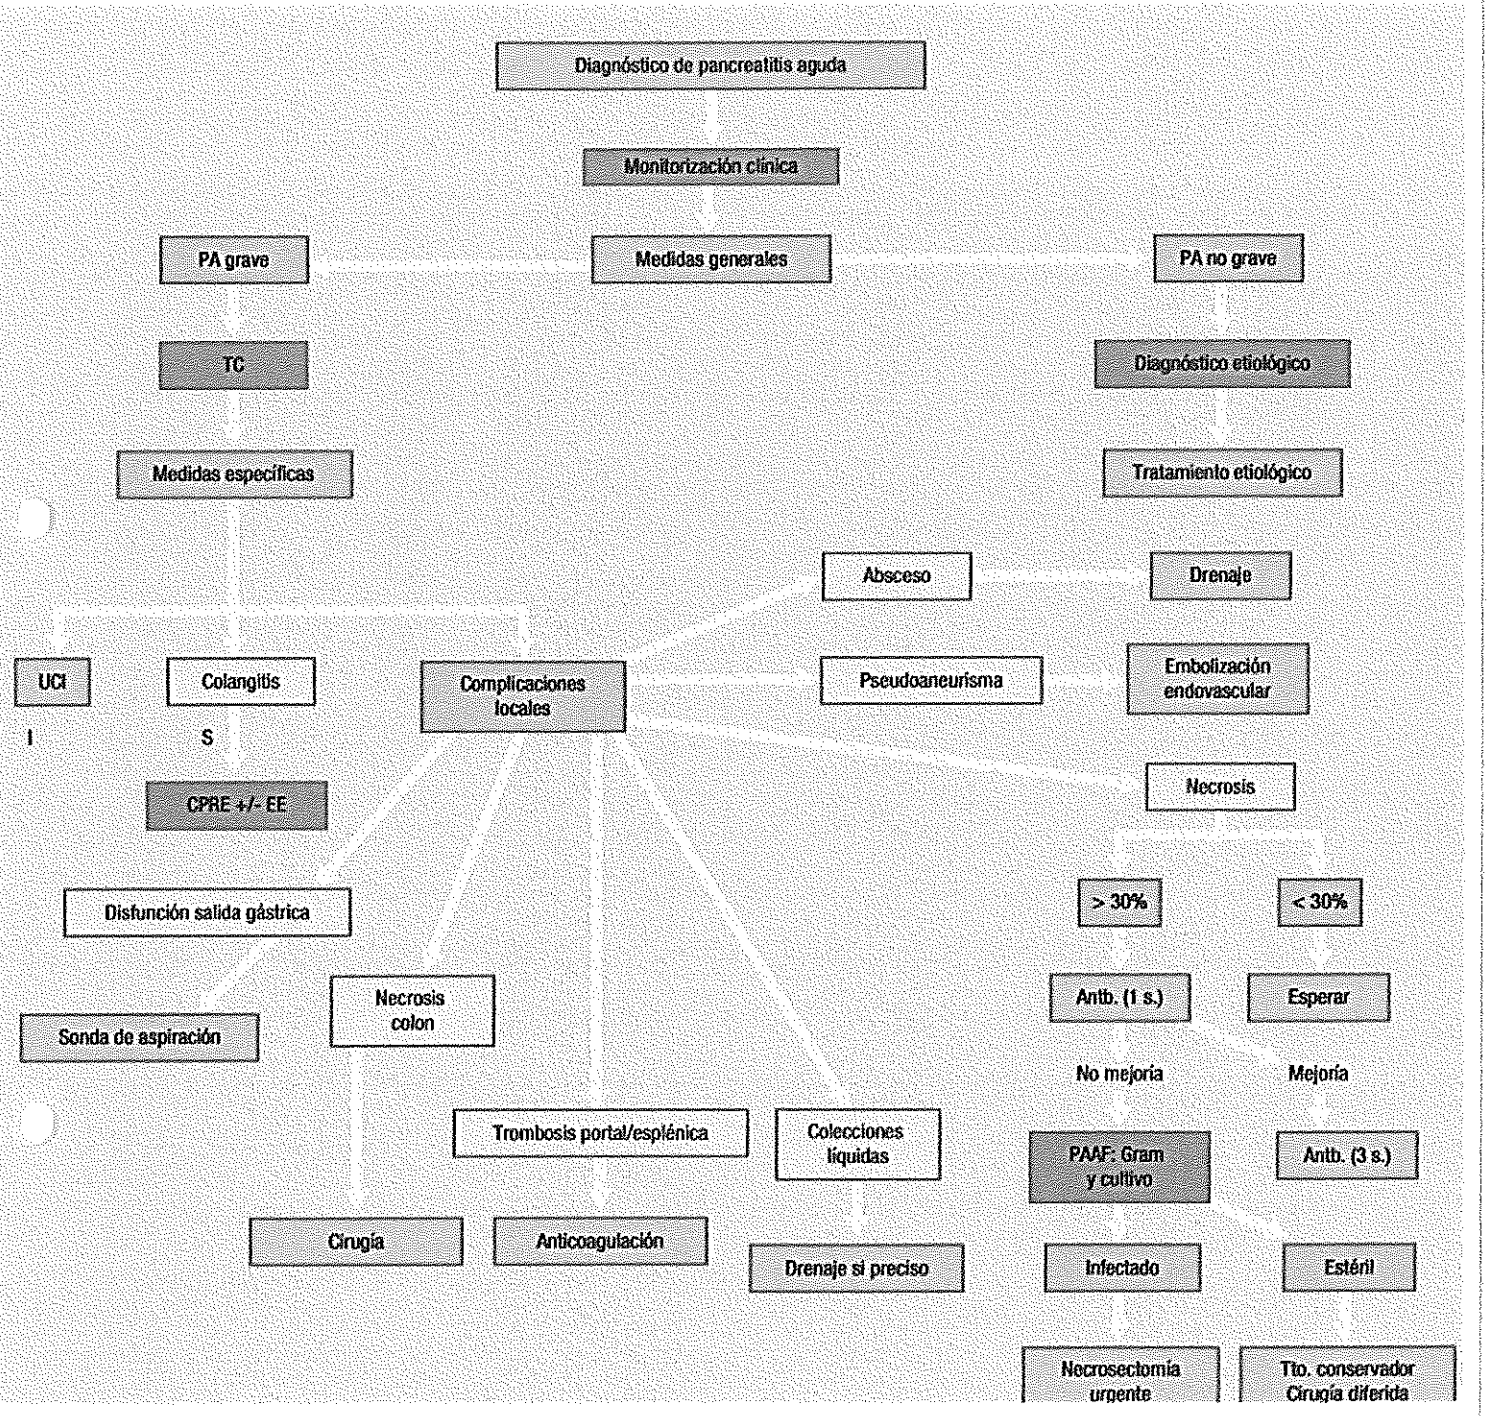 Diagnóstico de pancreatitis aguda
Monitorización clínica
PA grave
Medidas generales
PA no grave
TC
Diagnóstico etiológico
Medidas específicas
Tratamiento etiológico
Absceso
Drenaje
UCI
Colangitis
Complicaciones
locales
Pseudoaneurisma
Embolización
endovascular
I
S
Necrosis
CPRE +/- EE
Disfunción salida gástrica
> 30%
< 30%
Necrosis
colon
Antb. (1 s.)
Esperar
Sonda de aspiración
No mejoría
Mejoría
Trombosis portal/esplénica
Colecciones
líquidas
PAAF: Gram
y cultivo
Antb. (3 s.)
Cirugía
Anticoagulación
Drenaje si preciso
Infectado
Estéril
Necrosectomía
urgente
Tto. conservador
Cirugía diferida